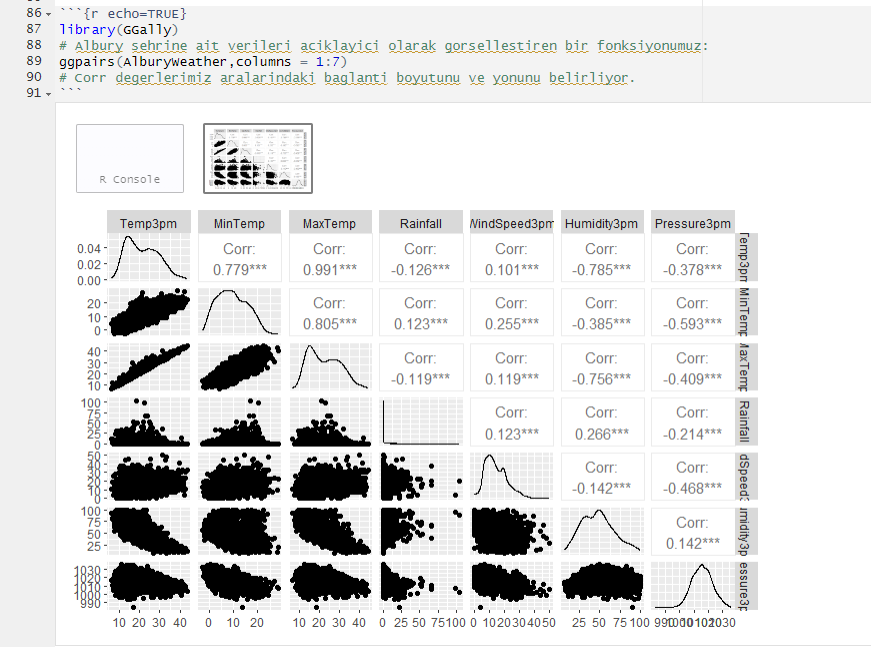 86 ```{r echo=TRUE}
87 library(GGally)
88 # Albury sehrine ait verileri aciklayici olarak gorsellestiren bir fonksiyonumuz:
89 ggpairs(AlburyWeather,columns = 1:7)
90 # Corr degerlerimiz aralarindaki baglanti boyutunu ve yonunu belirliyor.
91 ```
R Console
Temp3pm MinTemp MaxTemp Rainfall WindSpeed3pm Humidity3pm Pressure3pm
0.04 0.02 0.00
Corr: 0.779***
Corr: 0.991***
Corr: -0.126***
Corr: 0.101***
Corr: -0.785***
Corr: -0.378***
Temp3pm
20 10 0
Corr: 0.805***
Corr: 0.123***
Corr: 0.255***
Corr: -0.385***
Corr: -0.593***
MinTemp
40 30 20 10
Corr: -0.119***
Corr: 0.119***
Corr: -0.756***
Corr: -0.409***
MaxTemp
100 75 50 25 0
Corr: 0.123***
Corr: 0.266***
Corr: -0.214***
Rainfall
50 40 30 20 10 0
Corr: -0.142***
Corr: -0.468***
dSpeed3
100 75 50 25
Corr: 0.142***
umidity3p
1030 1020 1010 1000 990
essure3p
10 20 30 40 0 10 20 10 20 30 40 0 25 50 75 100 0 10 20 30 40 50 25 50 75 100 990 1000 1010 1020 1030